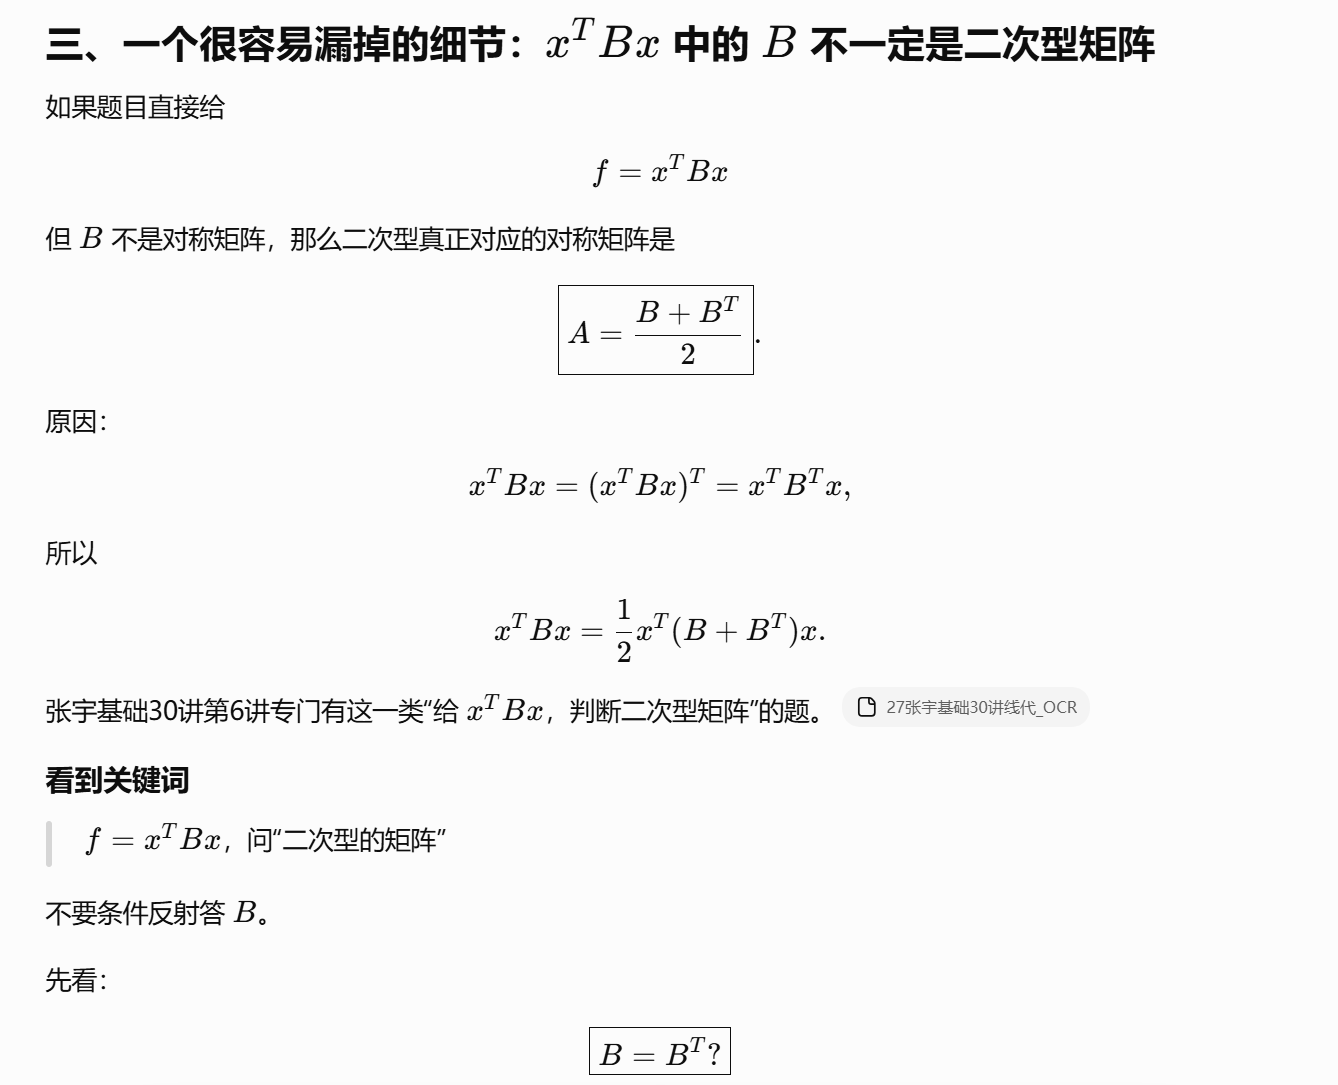 三、一个很容易漏掉的细节：$x^T Bx$ 中的 $B$ 不一定是二次型矩阵
如果题目直接给
$f = x^T Bx$
但 $B$ 不是对称矩阵，那么二次型真正对应的对称矩阵是
$\boxed{A = \frac{B + B^T}{2}}.$
原因：
$x^T Bx = (x^T Bx)^T = x^T B^T x,$
所以
$x^T Bx = \frac{1}{2} x^T (B + B^T) x.$
张宇基础30讲第6讲专门有这一类“给 $x^T Bx$，判断二次型矩阵”的题。 27张宇基础30讲线代_OCR
看到关键词
$f = x^T Bx$，问“二次型的矩阵”
不要条件反射答 $B$。
先看：
$\boxed{B = B^T ?}$